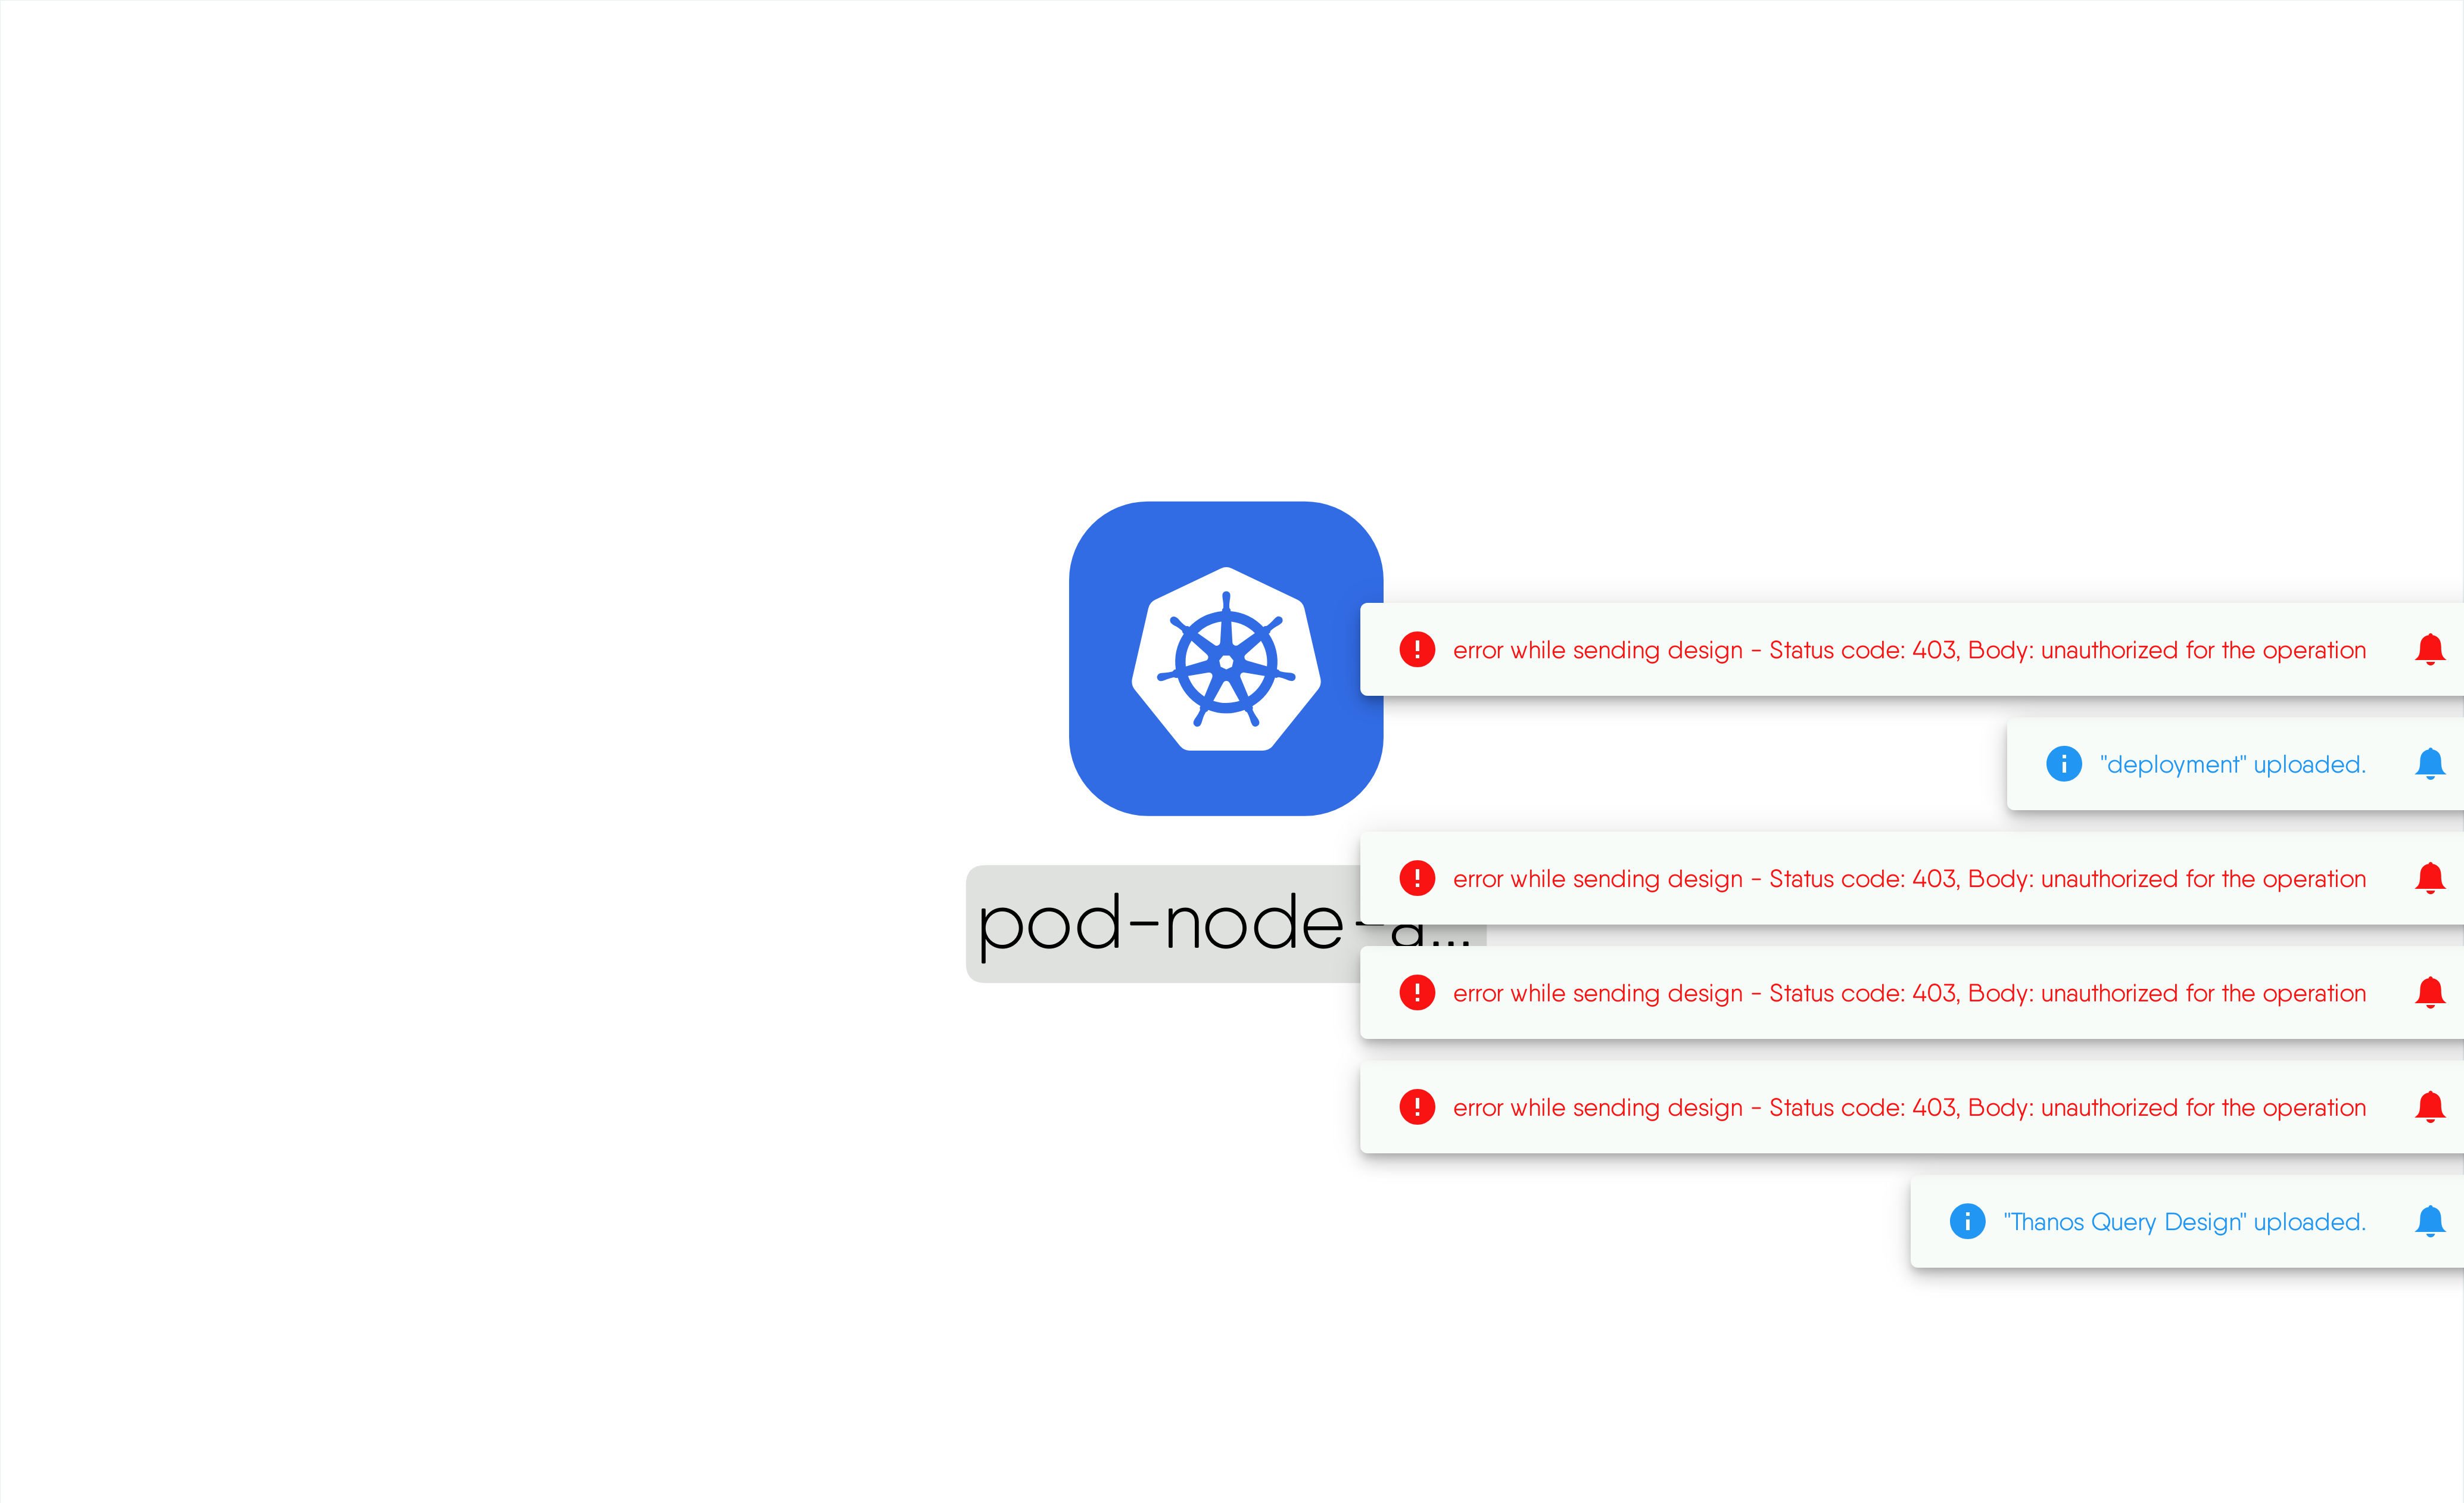 error while sending design - Status code: 403, Body: unauthorized for the operation
"deployment" uploaded.
error while sending design - Status code: 403, Body: unauthorized for the operation
pod-node-a...
error while sending design - Status code: 403, Body: unauthorized for the operation
error while sending design - Status code: 403, Body: unauthorized for the operation
"Thanos Query Design" uploaded.